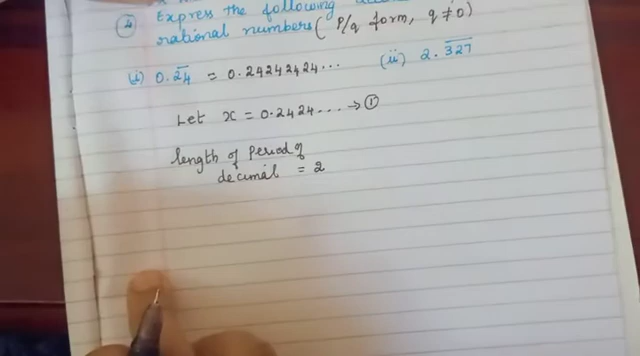 ④ Express the following
rational numbers ( P/q form, q ≠ 0)
(i) 0.2̅4̅ = 0.24242424... (ii) 2.3̅2̅7̅
Let x = 0.2424.... → ①
length of Period of
decimal = 2